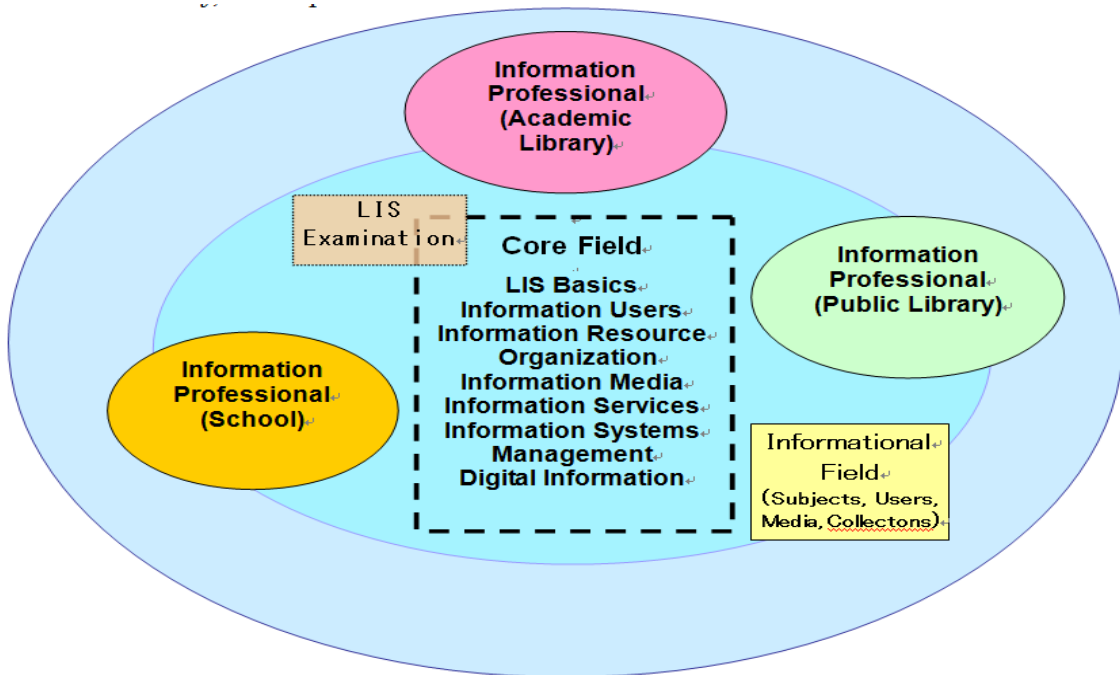 Information
Professional
(Academic
Library)
LIS
Examination
Core Field
LIS Basics
Information Users
Information Resource
Organization
Information Media
Information Services
Information Systems
Management
Digital Information
Information
Professional
(Public Library)
Information
Professional
(School)
Informational
Field
(Subjects, Users,
Media, Collectons)